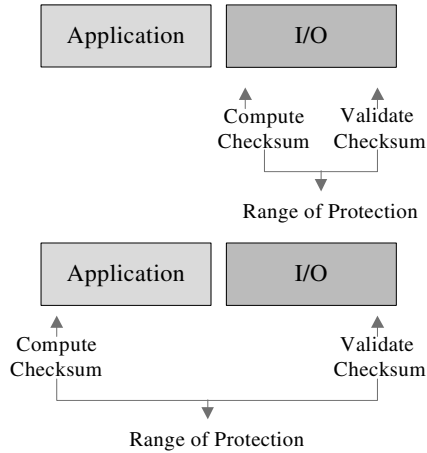 Application I/O
Compute Validate
Checksum Checksum
Range of Protection
Application I/O
Compute Validate
Checksum Checksum
Range of Protection